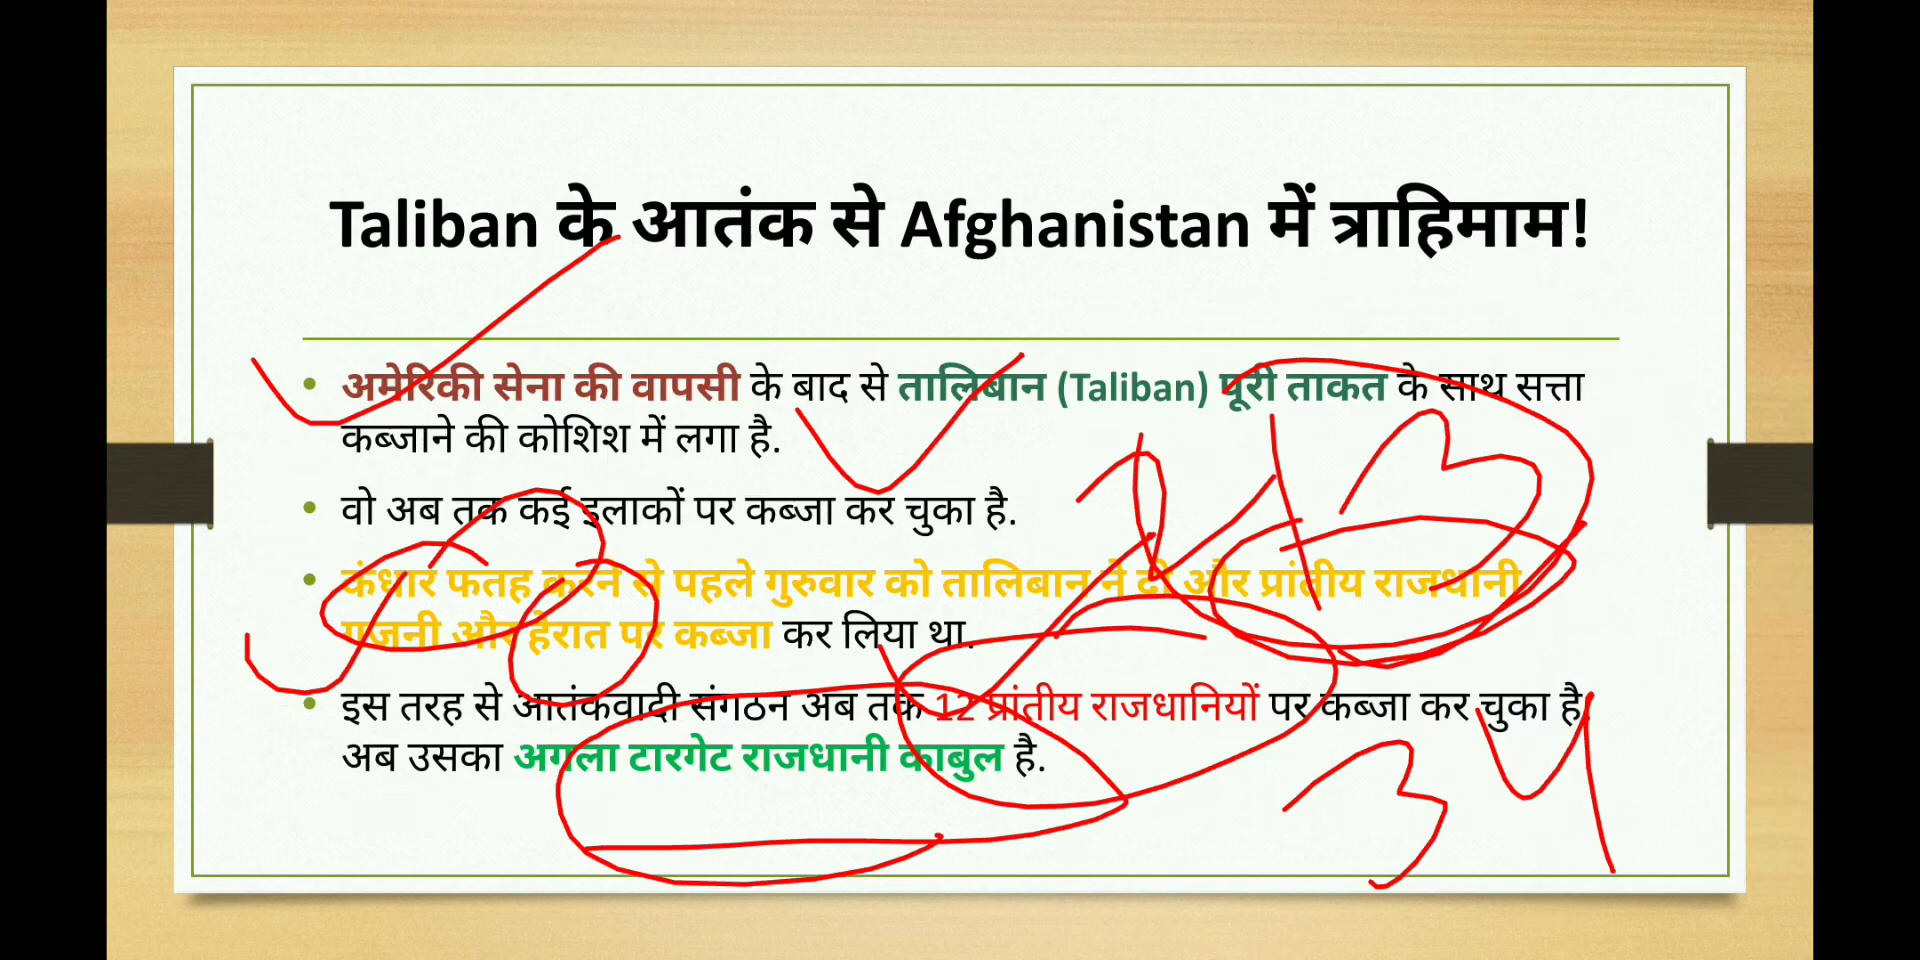 Taliban के आतंक से Afghanistan में त्राहिमाम!
अमेरिकी सेना की वापसी के बाद से तालिबान (Taliban) पूरी ताकत के साथ सत्ता
कब्जाने की कोशिश में लगा है.
वो अब तक कई इलाकों पर कब्जा कर चुका है.
कंधार फतह करने से पहले गुरुवार को तालिबान ने दो और प्रांतीय राजधानी
गजनी और हेरात पर कब्जा कर लिया था.
इस तरह से आतंकवादी संगठन अब तक 12 प्रांतीय राजधानियों पर कब्जा कर चुका है.
अब उसका अगला टारगेट राजधानी काबुल है.
13
34